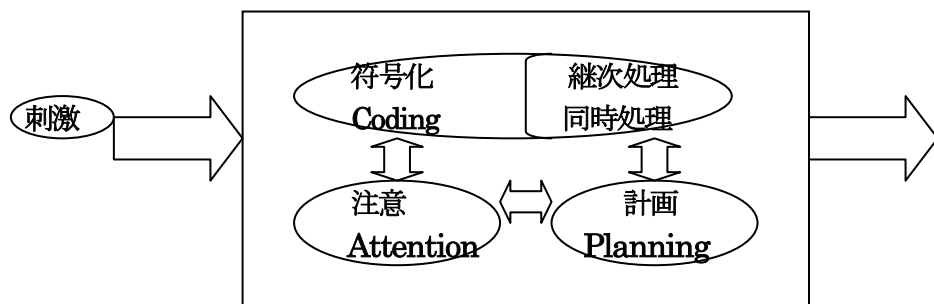 刺激
符号化
Coding
継次処理
同時処理
注意
Attention
計画
Planning